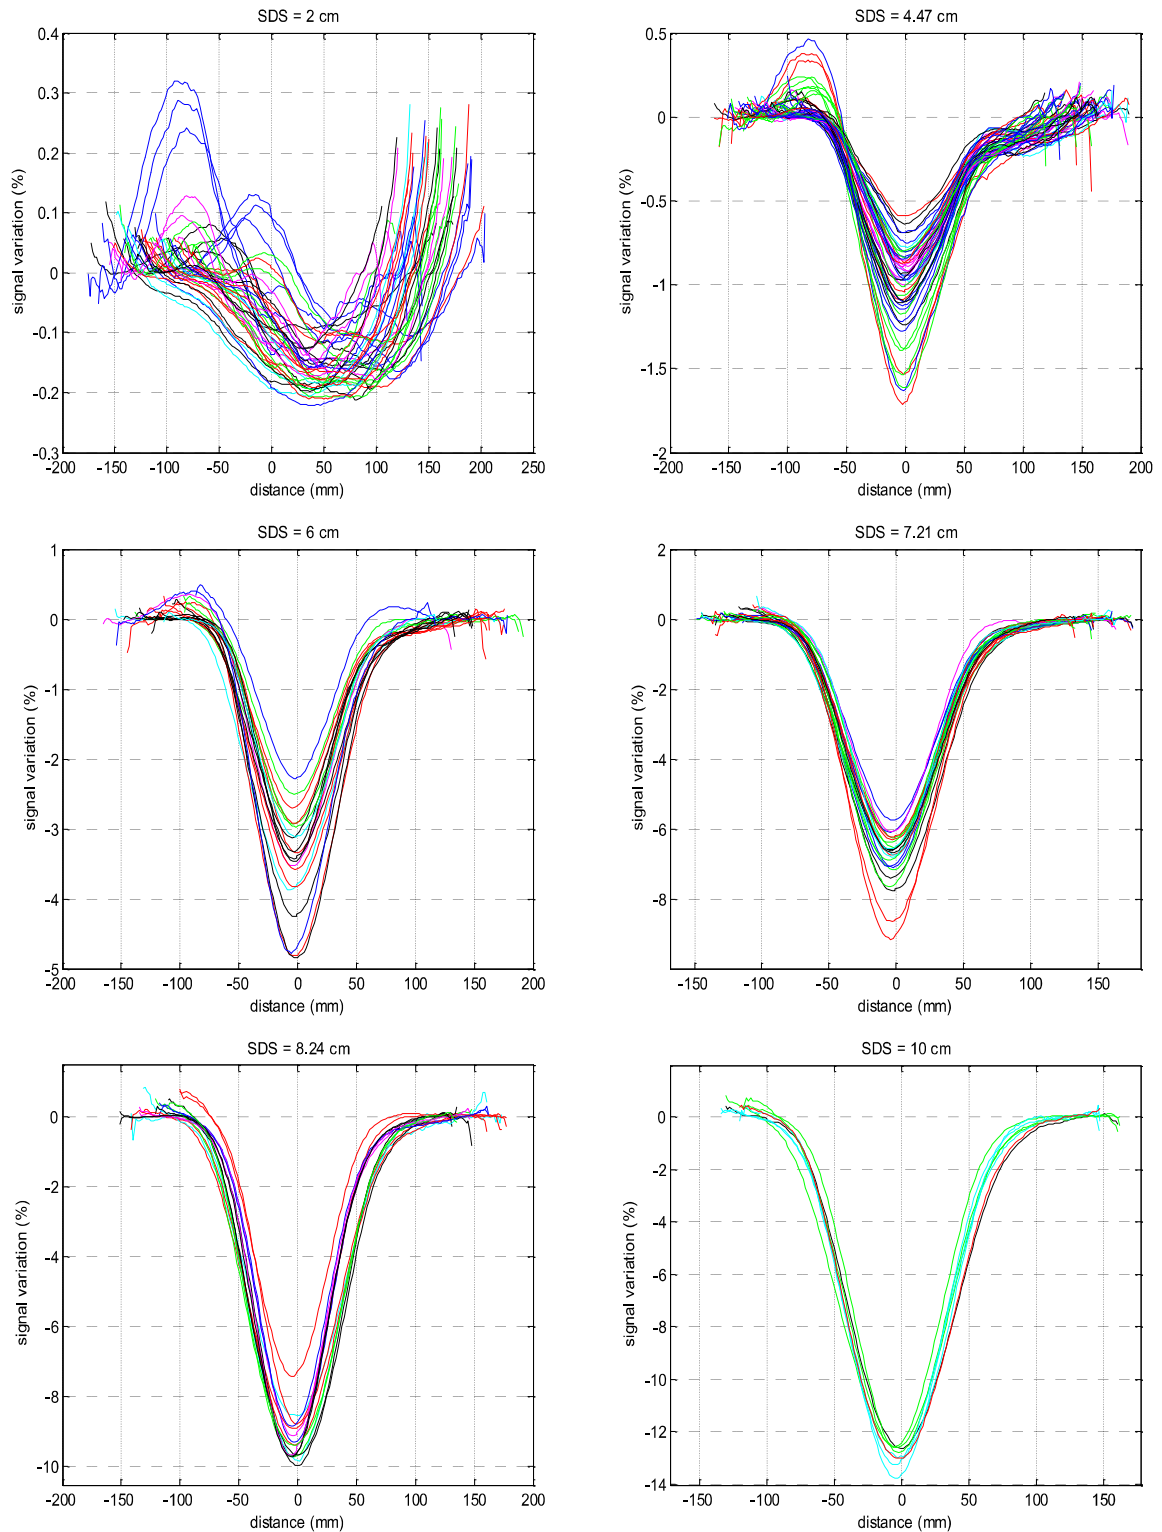 SDS = 2 cm
0.4
0.3
0.2
0.1
0
-0.1
-0.2
-0.3
signal variation (%)
-200 -150 -100 -50 0 50 100 150 200 250
distance (mm)
SDS = 4.47 cm
0.5
0
-0.5
-1
-1.5
-2
signal variation (%)
-200 -150 -100 -50 0 50 100 150 200
distance (mm)
SDS = 6 cm
1
0
-1
-2
-3
-4
-5
signal variation (%)
-200 -150 -100 -50 0 50 100 150 200
distance (mm)
SDS = 7.21 cm
2
0
-2
-4
-6
-8
signal variation (%)
-150 -100 -50 0 50 100 150
distance (mm)
SDS = 8.24 cm
0
-2
-4
-6
-8
-10
signal variation (%)
-200 -150 -100 -50 0 50 100 150 200
distance (mm)
SDS = 10 cm
0
-2
-4
-6
-8
-10
-12
-14
signal variation (%)
-150 -100 -50 0 50 100 150
distance (mm)